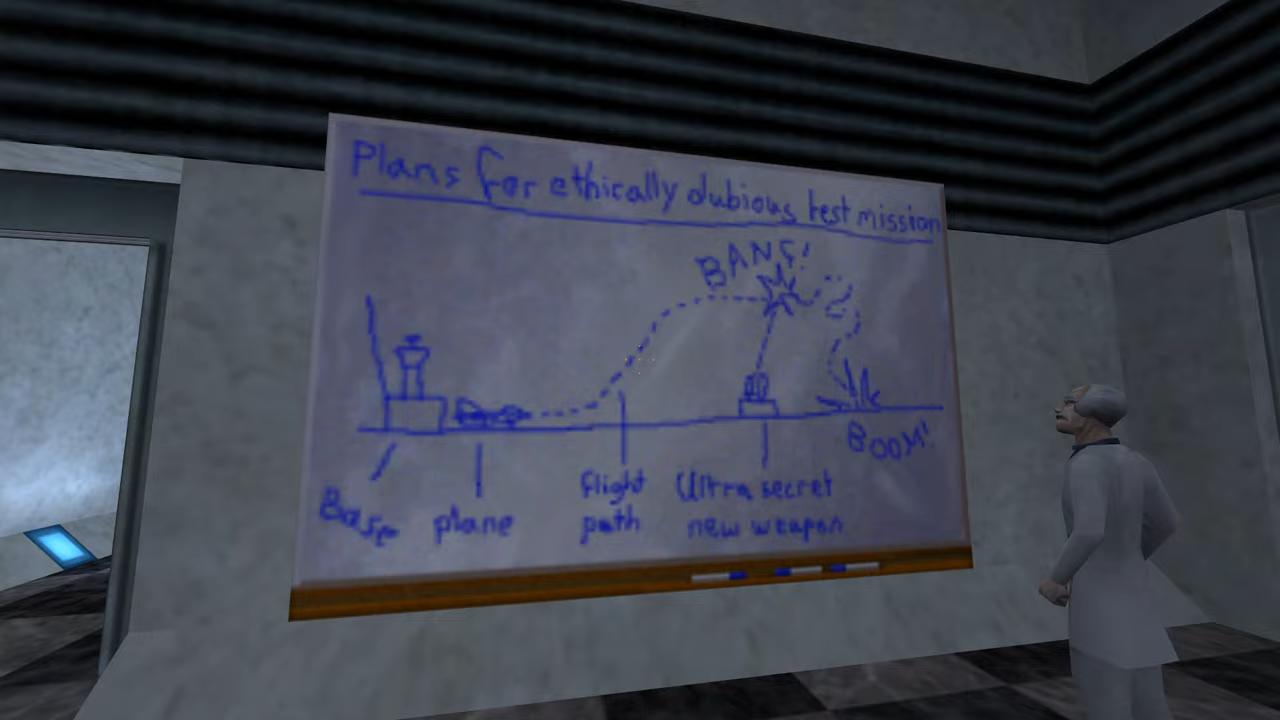 Plans for ethically dubious test mission
BANG!
BOOM!
Base
plane
flight
path
Ultra secret
new weapon